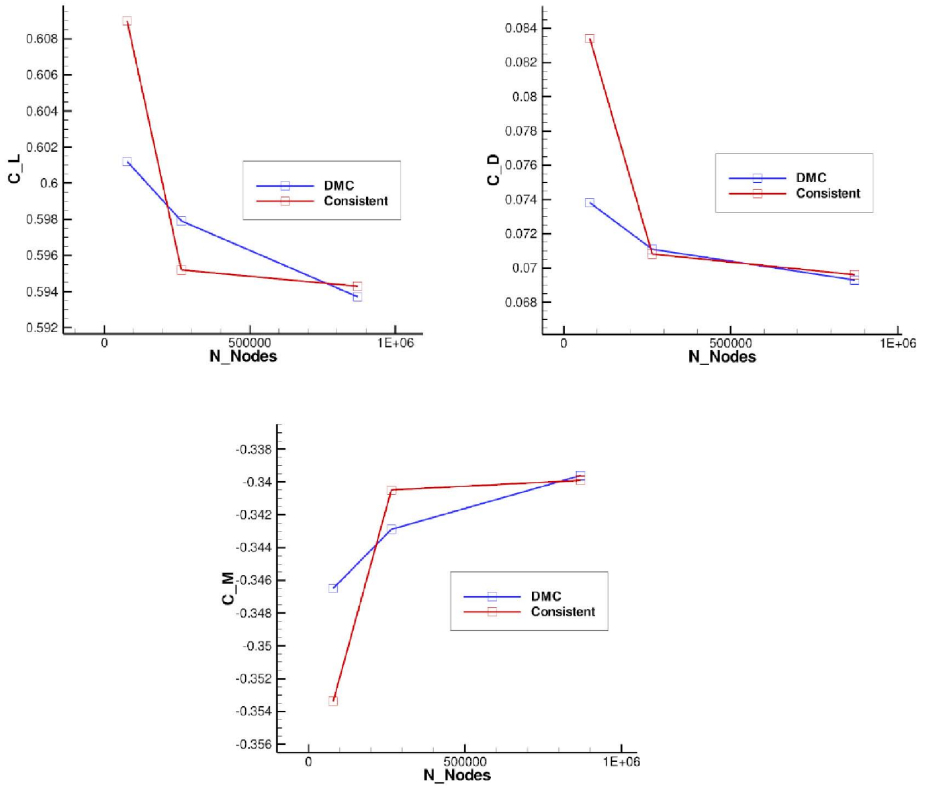 0.608
0.606
0.604
0.602
0.6
0.598
0.596
0.594
0.592
C_L
0
500000
1E+06
N_Nodes
DMC
Consistent
0.084
0.082
0.08
0.078
0.076
0.074
0.072
0.07
0.068
C_D
0
500000
1E+06
N_Nodes
DMC
Consistent
-0.338
-0.34
-0.342
-0.344
-0.346
-0.348
-0.35
-0.352
-0.354
-0.356
C_M
0
500000
1E+06
N_Nodes
DMC
Consistent